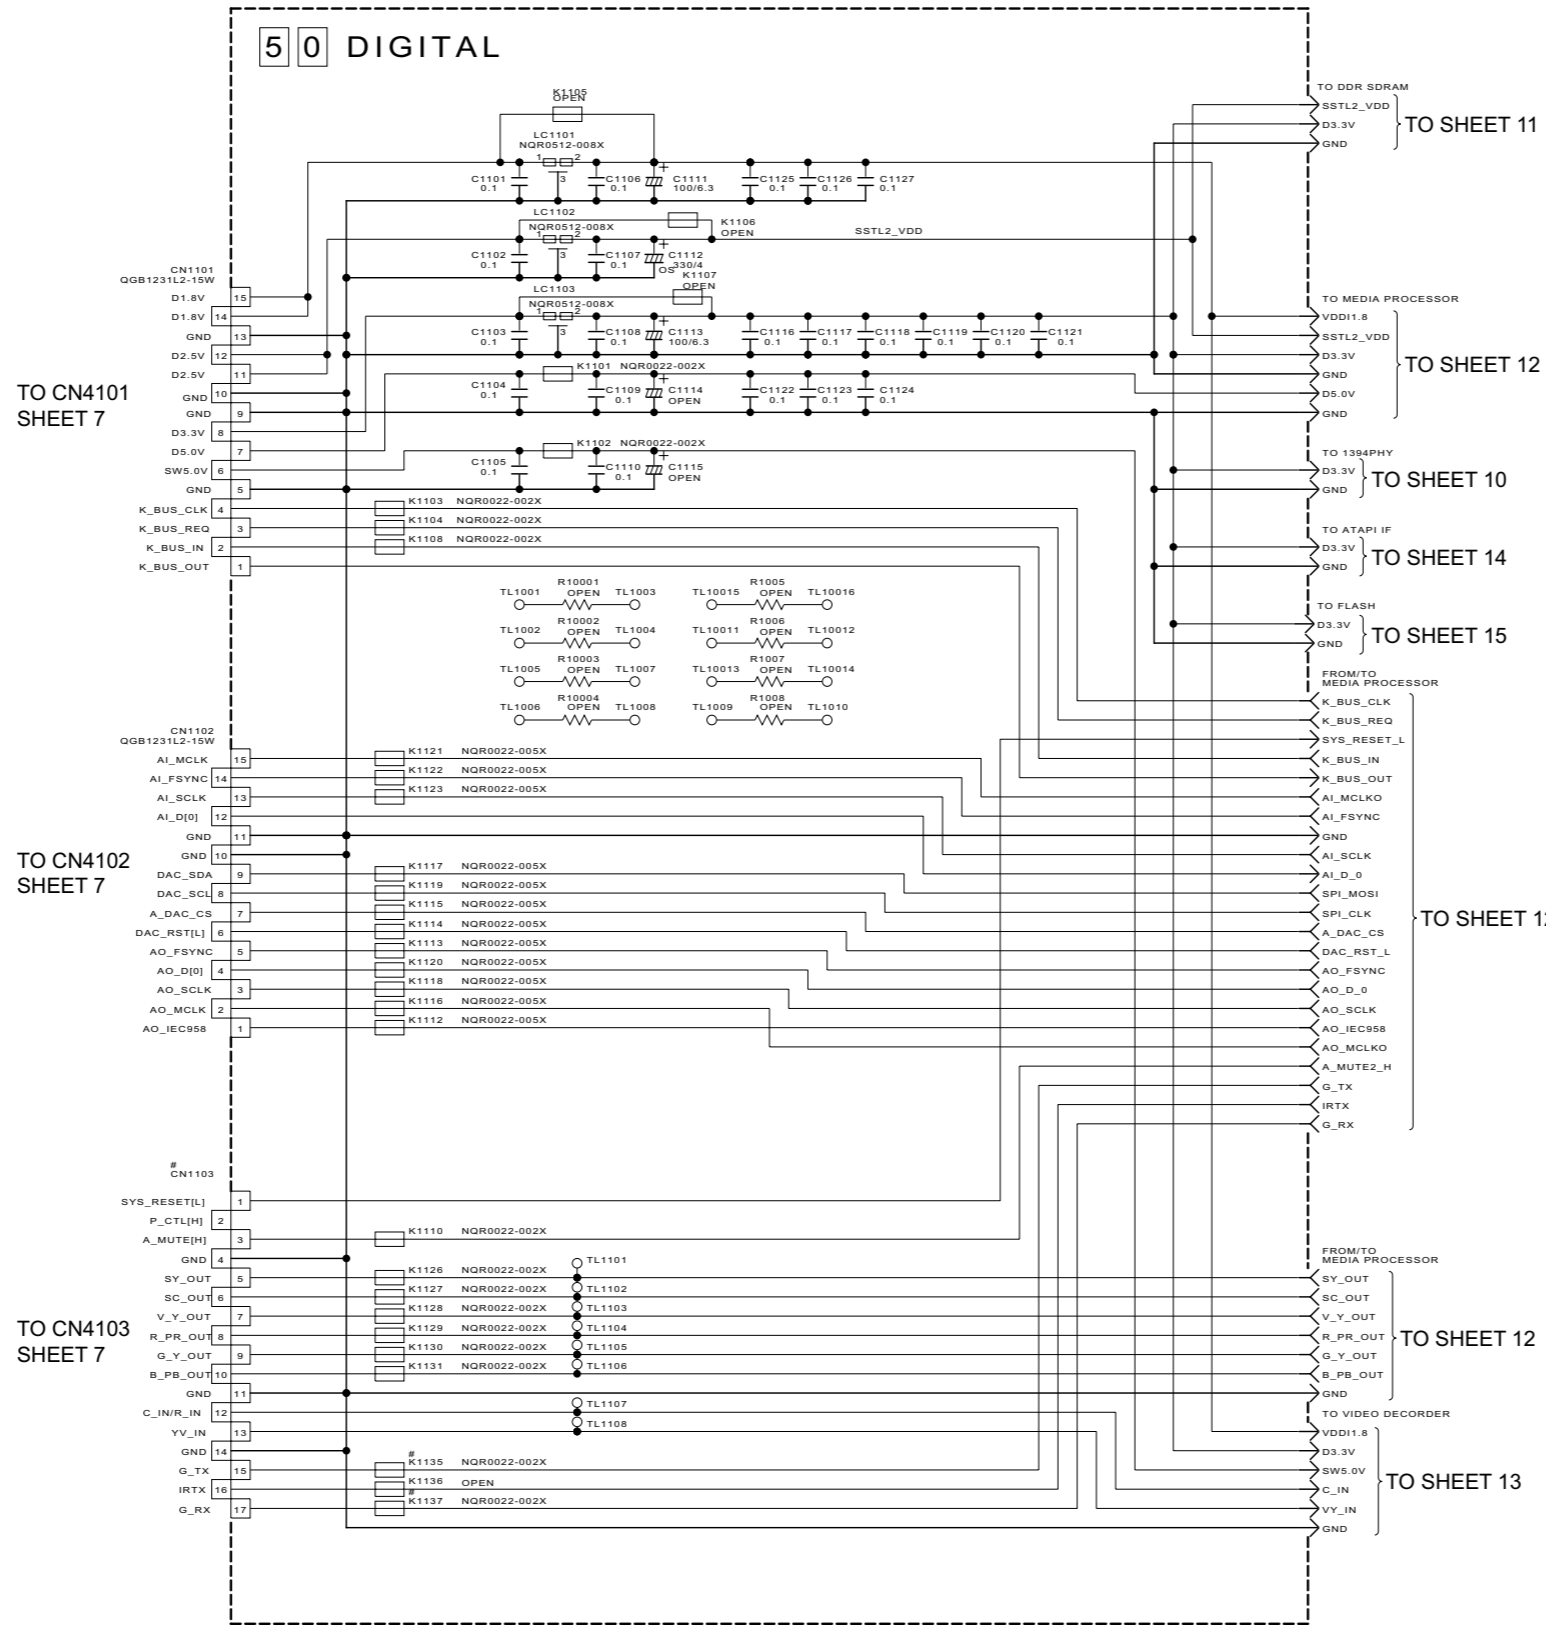 5 0 DIGITAL
K1105
OPEN
LC1101
NQR0512-008X
1 2
3
C1101
0.1
C1106
0.1
+
C1111
100/6.3
C1125
0.1
C1126
0.1
C1127
0.1
LC1102
NQR0512-008X
1 2
3
K1106
OPEN
SSTL2_VDD
C1102
0.1
C1107
0.1
+
C1112
330/4
OS
K1107
OPEN
LC1103
NQR0512-008X
1 2
3
C1103
0.1
C1108
0.1
+
C1113
100/6.3
C1116
0.1
C1117
0.1
C1118
0.1
C1119
0.1
C1120
0.1
C1121
0.1
K1101 NQR0022-002X
C1104
0.1
C1109
0.1
+
C1114
OPEN
C1122
0.1
C1123
0.1
C1124
0.1
K1102 NQR0022-002X
C1105
0.1
C1110
0.1
+
C1115
OPEN
TO CN4101
SHEET 7
CN1101
QGB1231L2-15W
D1.8V 15
D1.8V 14
GND 13
D2.5V 12
D2.5V 11
GND 10
GND 9
D3.3V 8
D5.0V 7
SW5.0V 6
GND 5
K_BUS_CLK 4
K_BUS_REQ 3
K_BUS_IN 2
K_BUS_OUT 1
K1103 NQR0022-002X
K1104 NQR0022-002X
K1108 NQR0022-002X
TL1001 R10001 OPEN TL1003
TL1002 R10002 OPEN TL1004
TL1005 R10003 OPEN TL1007
TL1006 R10004 OPEN TL1008
TL10015 R1005 OPEN TL10016
TL10011 R1006 OPEN TL10012
TL10013 R1007 OPEN TL10014
TL1009 R1008 OPEN TL1010
TO CN4102
SHEET 7
CN1102
QGB1231L2-15W
AI_MCLK 15
AI_FSYNC 14
AI_SCLK 13
AI_D[0] 12
GND 11
GND 10
DAC_SDA 9
DAC_SCL 8
A_DAC_CS 7
DAC_RST[L] 6
AO_FSYNC 5
AO_D[0] 4
AO_SCLK 3
AO_MCLK 2
AO_IEC958 1
K1121 NQR0022-005X
K1122 NQR0022-005X
K1123 NQR0022-005X
K1117 NQR0022-005X
K1119 NQR0022-005X
K1115 NQR0022-005X
K1114 NQR0022-005X
K1113 NQR0022-005X
K1120 NQR0022-005X
K1118 NQR0022-005X
K1116 NQR0022-005X
K1112 NQR0022-005X
TO CN4103
SHEET 7
#
CN1103
SYS_RESET[L] 1
P_CTL[H] 2
A_MUTE[H] 3
GND 4
SY_OUT 5
SC_OUT 6
V_Y_OUT 7
R_PR_OUT 8
G_Y_OUT 9
B_PB_OUT 10
GND 11
C_IN/R_IN 12
YV_IN 13
GND 14
G_TX 15
IRTX 16
G_RX 17
K1110 NQR0022-002X
K1126 NQR0022-002X
K1127 NQR0022-002X
K1128 NQR0022-002X
K1129 NQR0022-002X
K1130 NQR0022-002X
K1131 NQR0022-002X
TL1101
TL1102
TL1103
TL1104
TL1105
TL1106
TL1107
TL1108
#
K1135 NQR0022-002X
K1136 OPEN
#
K1137 NQR0022-002X
TO DDR SDRAM
SSTL2_VDD
D3.3V
GND
TO SHEET 11
TO MEDIA PROCESSOR
VDDI1.8
SSTL2_VDD
D3.3V
GND
D5.0V
GND
TO SHEET 12
TO 1394PHY
D3.3V
GND
TO SHEET 10
TO ATAPI IF
D3.3V
GND
TO SHEET 14
TO FLASH
D3.3V
GND
TO SHEET 15
FROM/TO
MEDIA PROCESSOR
K_BUS_CLK
K_BUS_REQ
SYS_RESET_L
K_BUS_IN
K_BUS_OUT
AI_MCLKO
AI_FSYNC
GND
AI_SCLK
AI_D_0
SPI_MOSI
SPI_CLK
A_DAC_CS
DAC_RST_L
AO_FSYNC
AO_D_0
AO_SCLK
AO_IEC958
AO_MCLKO
A_MUTE2_H
G_TX
IRTX
G_RX
TO SHEET
FROM/TO
MEDIA PROCESSOR
SY_OUT
SC_OUT
V_Y_OUT
R_PR_OUT
G_Y_OUT
B_PB_OUT
GND
TO SHEET 12
TO VIDEO DECORDER
VDDI1.8
D3.3V
SW5.0V
C_IN
VY_IN
GND
TO SHEET 13